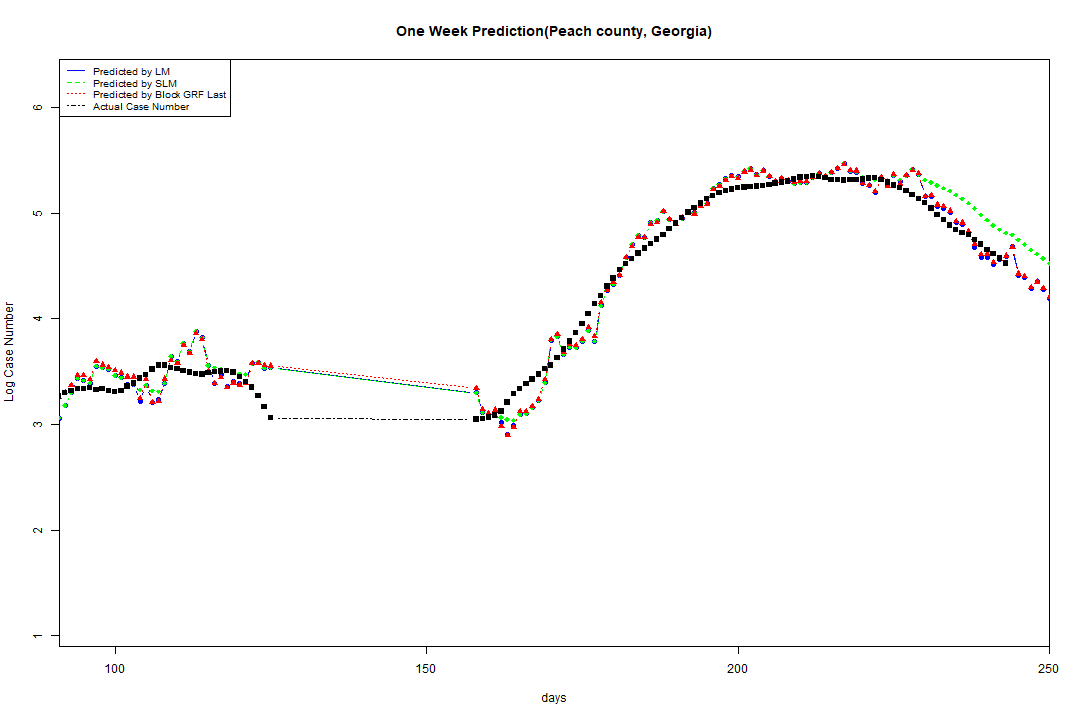 One Week Prediction(Peach county, Georgia)
Predicted by LM
Predicted by SLM
Predicted by Block GRF Last
Actual Case Number
6
5
4
3
2
1
Log Case Number
100
150
200
250
days